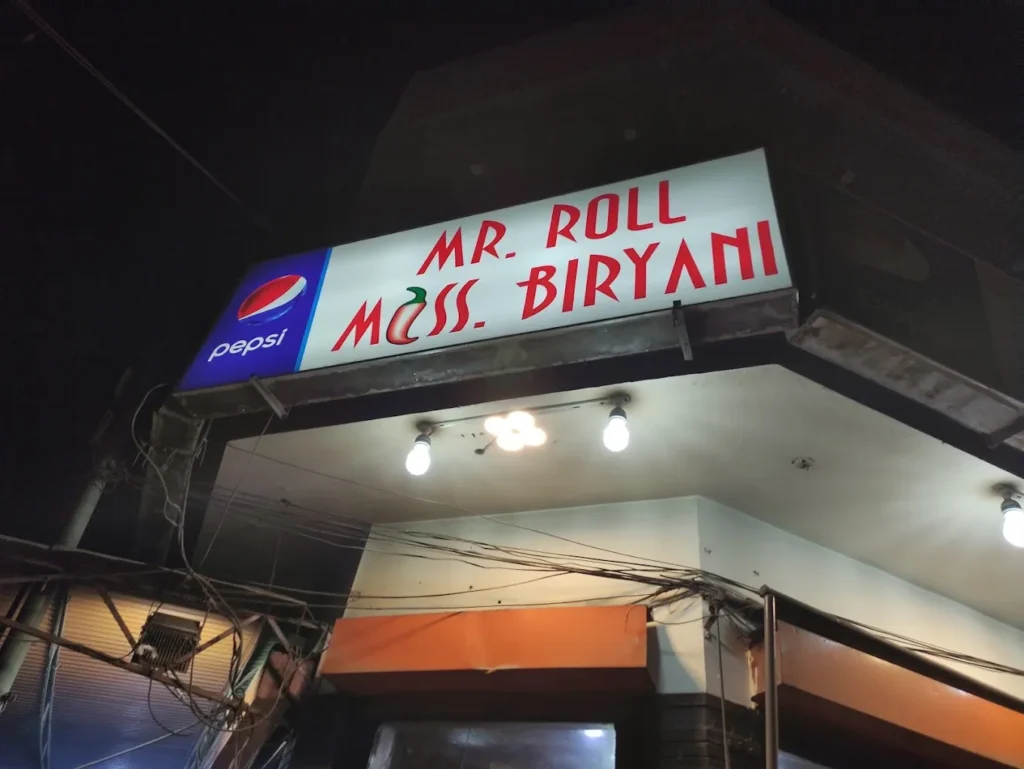 MR. ROLL
MISS. BIRYANI
pepsi